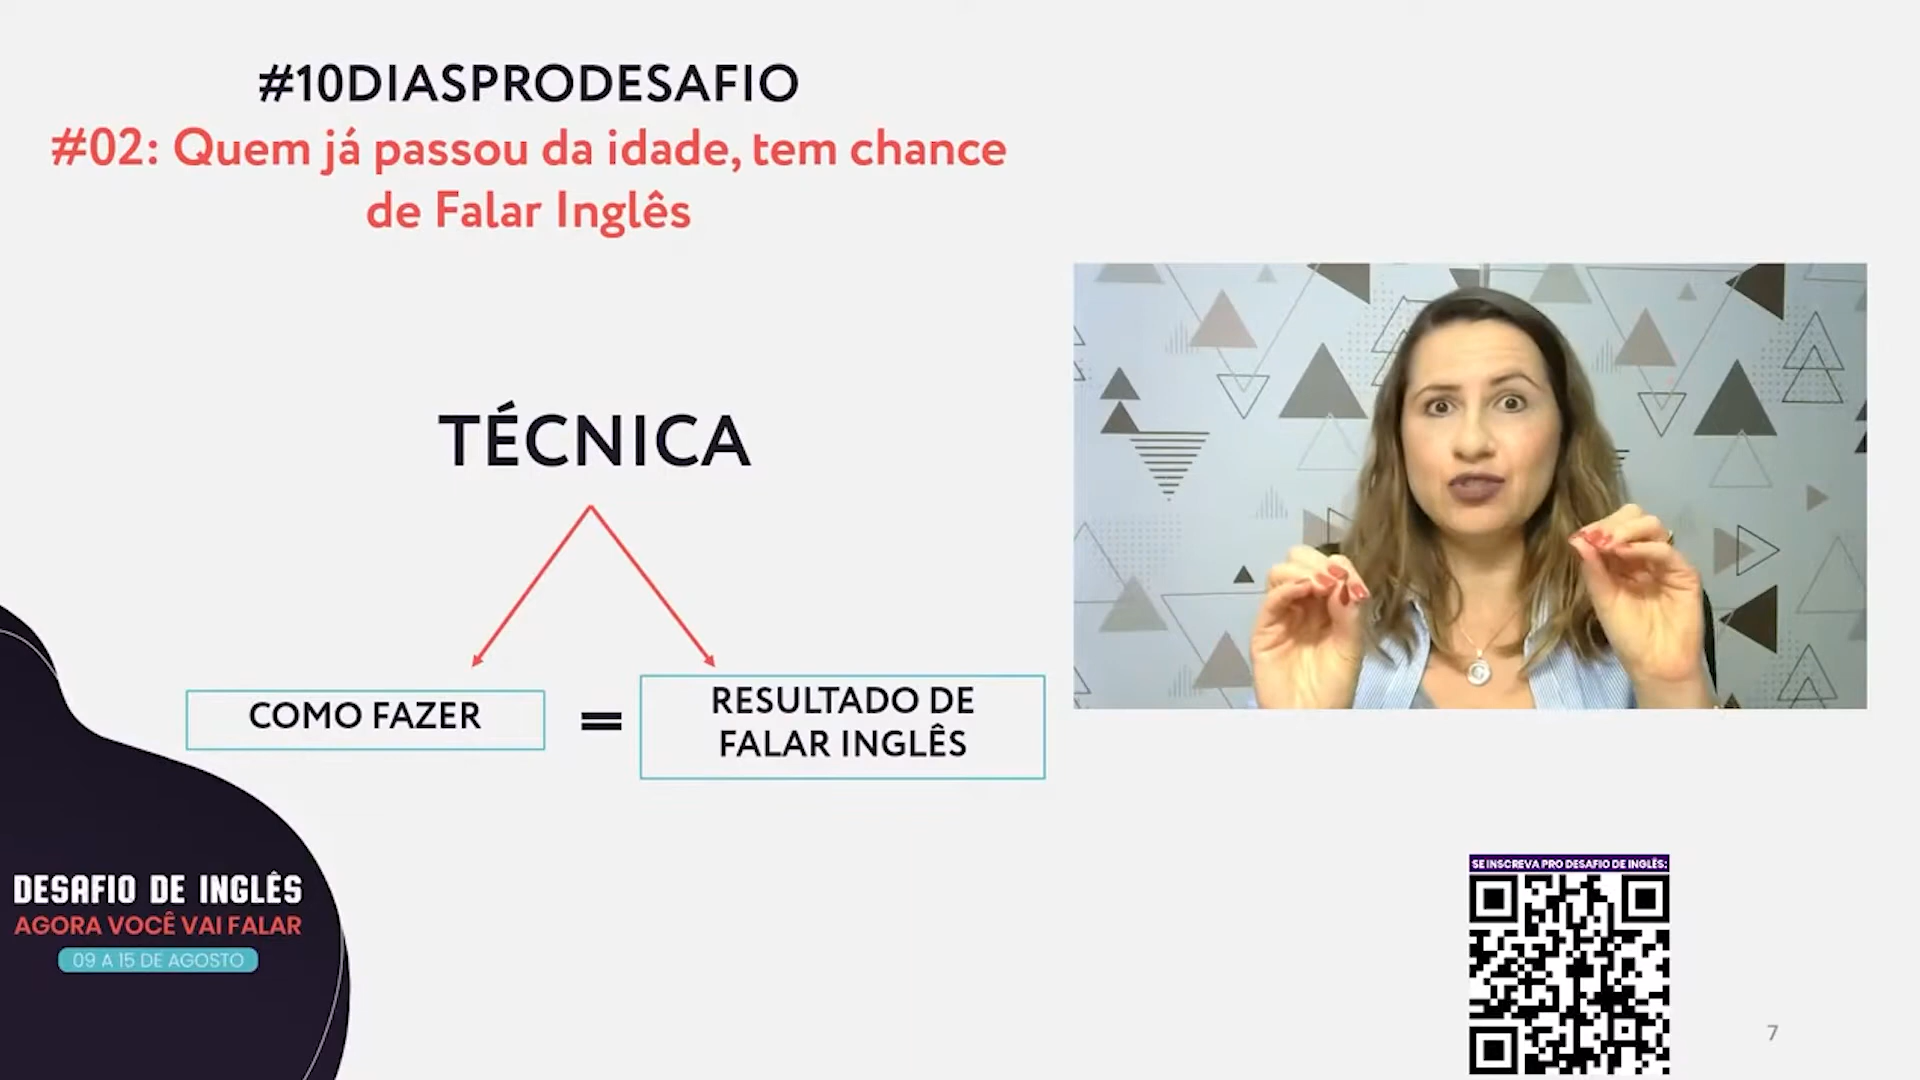 #10DIASPRODESAFIO
#02: Quem já passou da idade, tem chance
de Falar Inglês
TÉCNICA
COMO FAZER
=
RESULTADO DE
FALAR INGLÊS
DESAFIO DE INGLÊS
AGORA VOCÊ VAI FALAR
09 A 15 DE AGOSTO
SE INSCREVA PRO DESAFIO DE INGLÊS:
7